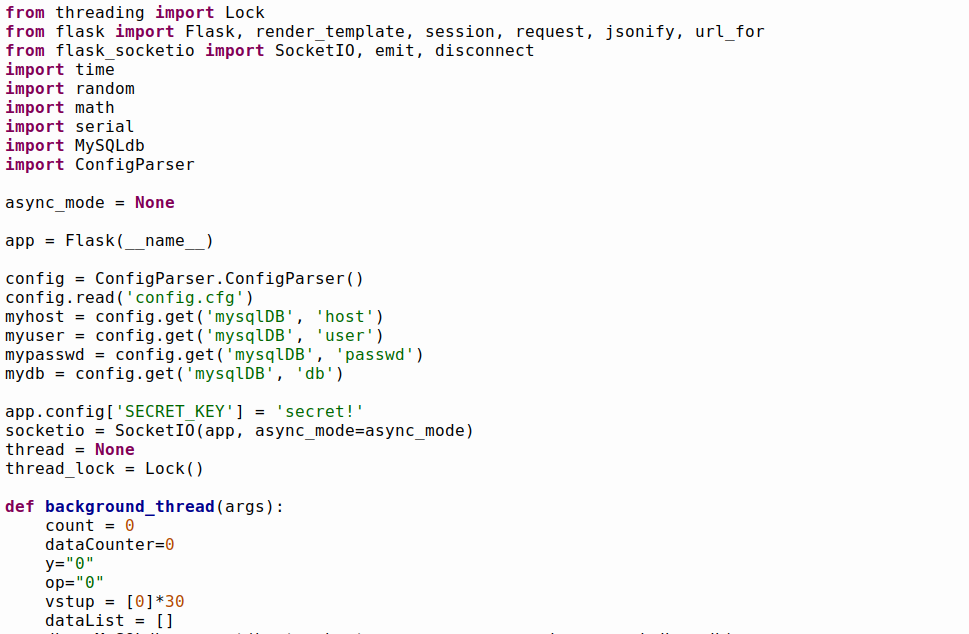 from threading import Lock
from flask import Flask, render_template, session, request, jsonify, url_for
from flask_socketio import SocketIO, emit, disconnect
import time
import random
import math
import serial
import MySQLdb
import ConfigParser
async_mode = None
app = Flask(__name__)
config = ConfigParser.ConfigParser()
config.read('config.cfg')
myhost = config.get('mysqlDB', 'host')
myuser = config.get('mysqlDB', 'user')
mypasswd = config.get('mysqlDB', 'passwd')
mydb = config.get('mysqlDB', 'db')
app.config['SECRET_KEY'] = 'secret!'
socketio = SocketIO(app, async_mode=async_mode)
thread = None
thread_lock = Lock()
def background_thread(args):
    count = 0
    dataCounter=0
    y="0"
    op="0"
    vstup = [0]*30
    dataList = []